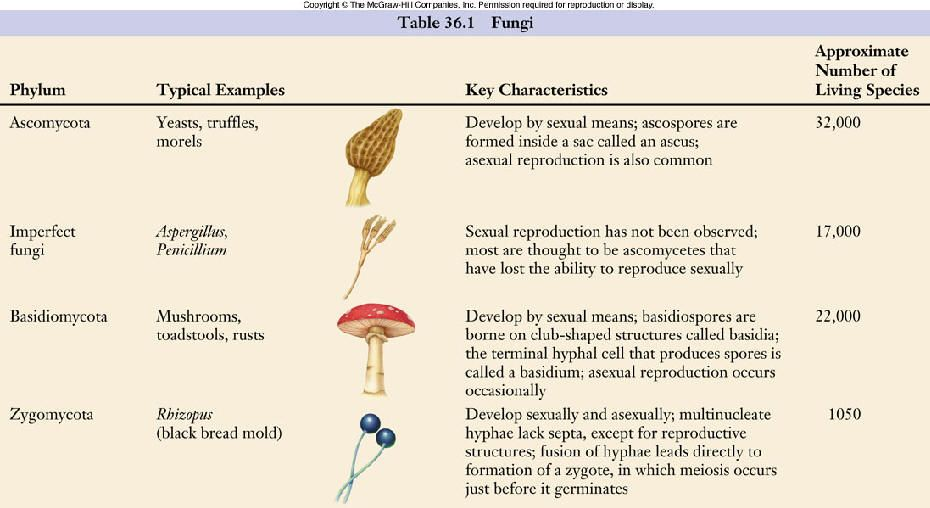 Copyright © The McGraw-Hill Companies, Inc. Permission required for reproduction or display.
Table 36.1 Fungi
Phylum Typical Examples Key Characteristics Approximate
Number of
Living Species
Ascomycota Yeasts, truffles, Develop by sexual means; ascospores are 32,000
morels formed inside a sac called an ascus;
asexual reproduction is also common
Imperfect Aspergillus, Sexual reproduction has not been observed; 17,000
fungi Penicillium most are thought to be ascomycetes that
have lost the ability to reproduce sexually
Basidiomycota Mushrooms, Develop by sexual means; basidiospores are 22,000
toadstools, rusts borne on club-shaped structures called basidia;
the terminal hyphal cell that produces spores is
called a basidium; asexual reproduction occurs
occasionally
Zygomycota Rhizopus Develop sexually and asexually; multinucleate 1050
(black bread mold) hyphae lack septa, except for reproductive
structures; fusion of hyphae leads directly to
formation of a zygote, in which meiosis occurs
just before it germinates